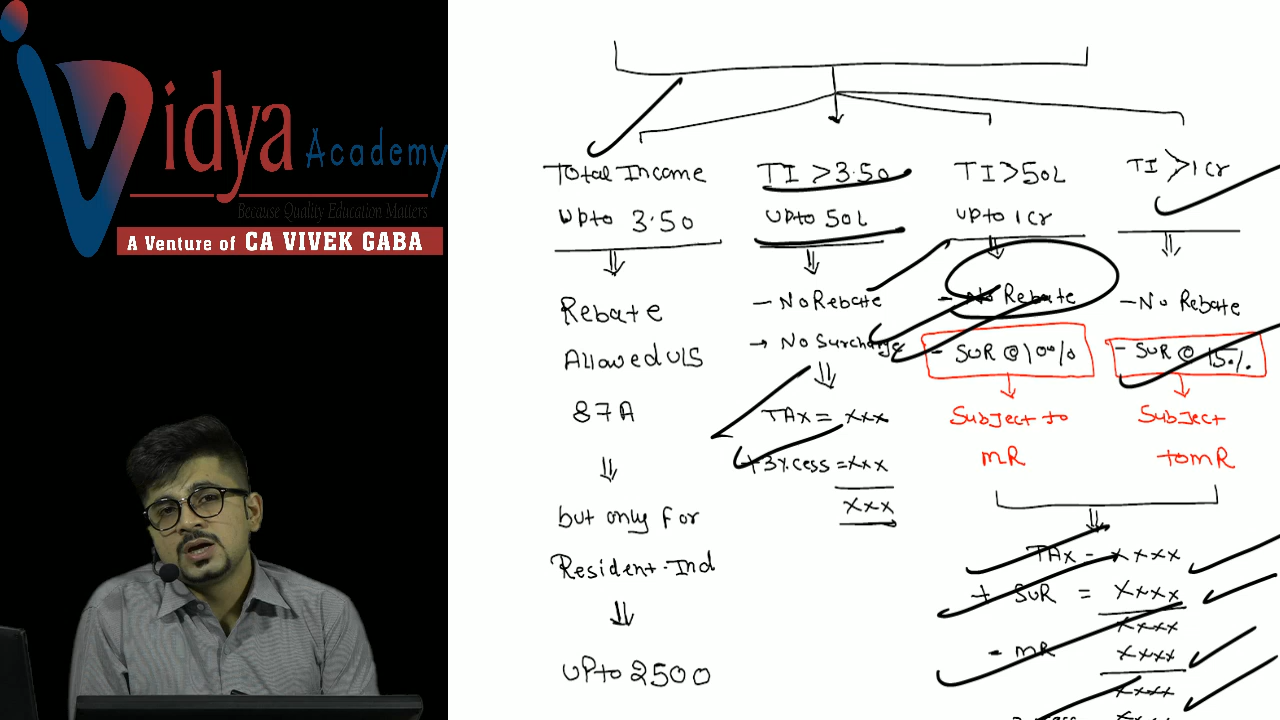 Vidya Academy
Because Quality Education Matters
A Venture of CA VIVEK GABA
Total Income
UPto 3.50
Rebate
Allowed U/S
87A
but only for
Resident-Ind
UPto 2500
TI >3.50
UPto 50L
- No Rebate
→ No Surcharge
TAx = xxx
+3% cess =xxx
xxx
TI>50L
UPto 1Cr
- No Rebate
- SUR @10%
Subject to
MR
TI >1Cr
- No Rebate
- SUR @ 15%.
Subject
to MR
TAx - xxxx
+ SUR = xxxx
xxxx
- MR xxxx
xxxx